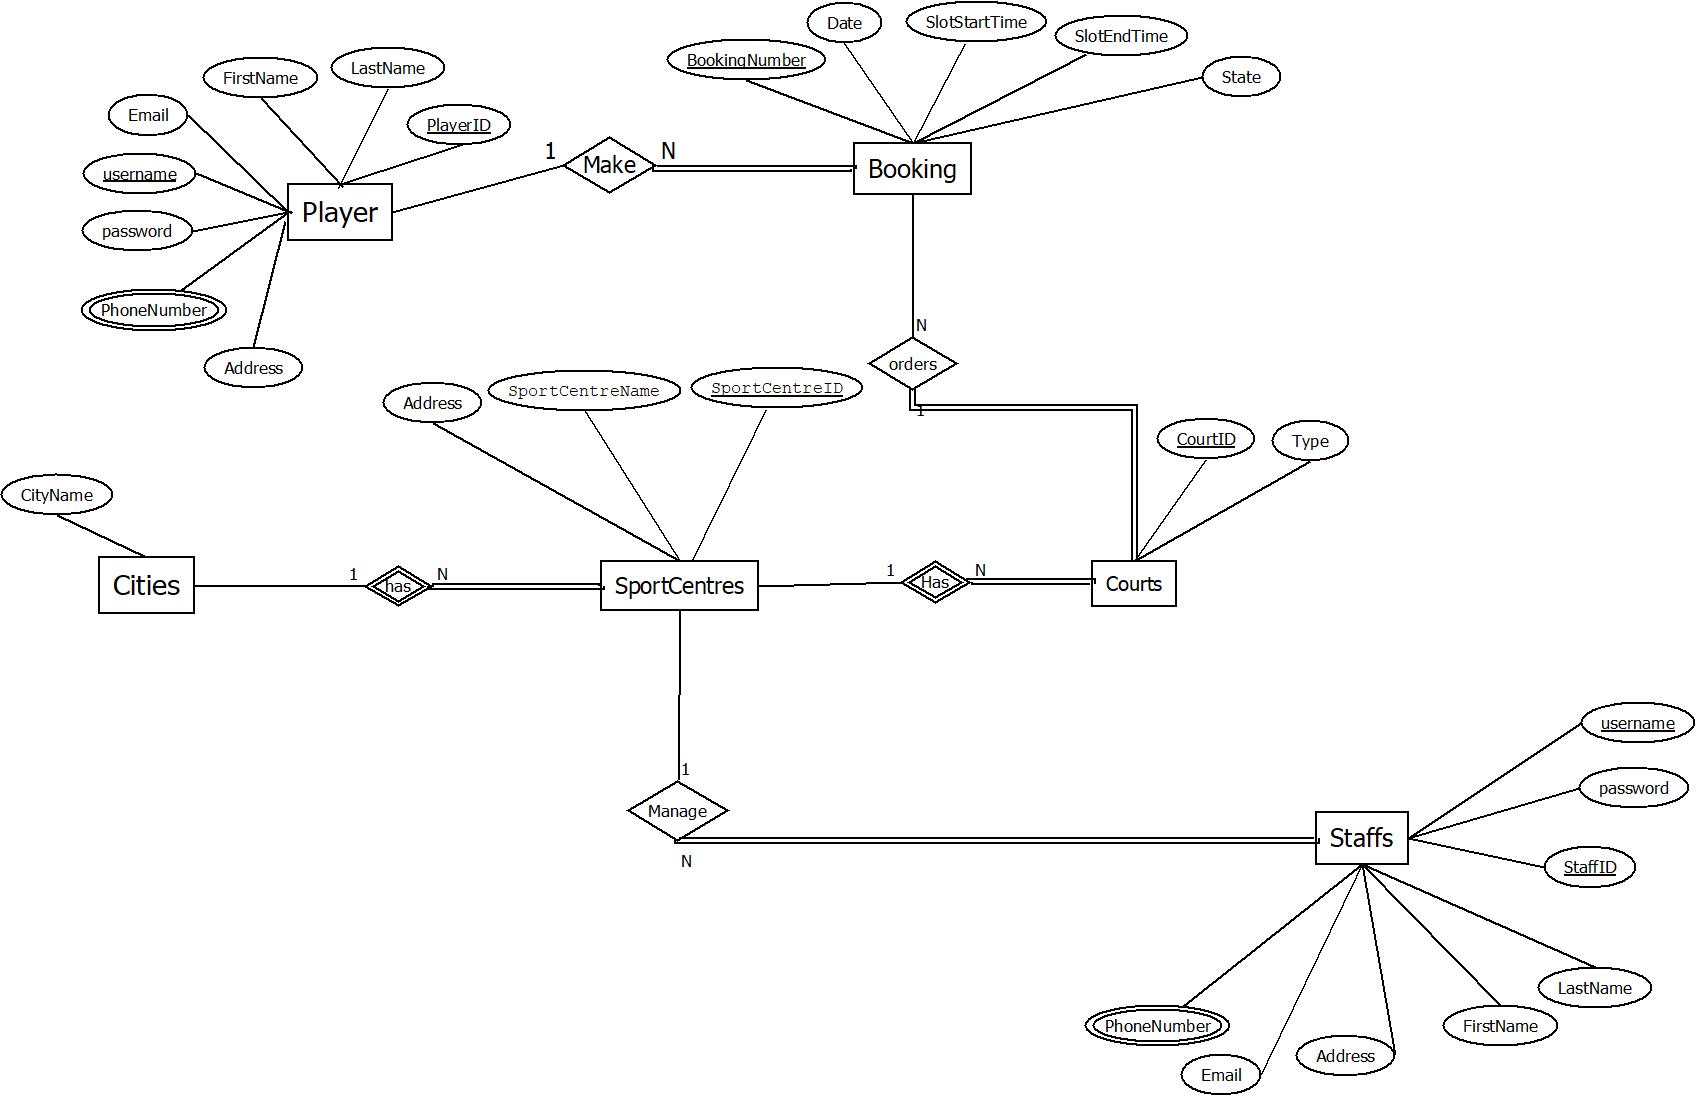 Date
SlotStartTime
SlotEndTime
BookingNumber
State
FirstName
LastName
Email
PlayerID
username
password
PhoneNumber
Address
Player
1
Make
N
Booking
N
orders
1
Address
SportCentreName
SportCentreID
CourtID
Type
CityName
Cities
1
has
N
SportCentres
1
Has
N
Courts
1
Manage
N
Staffs
username
password
StaffID
LastName
FirstName
PhoneNumber
Address
Email